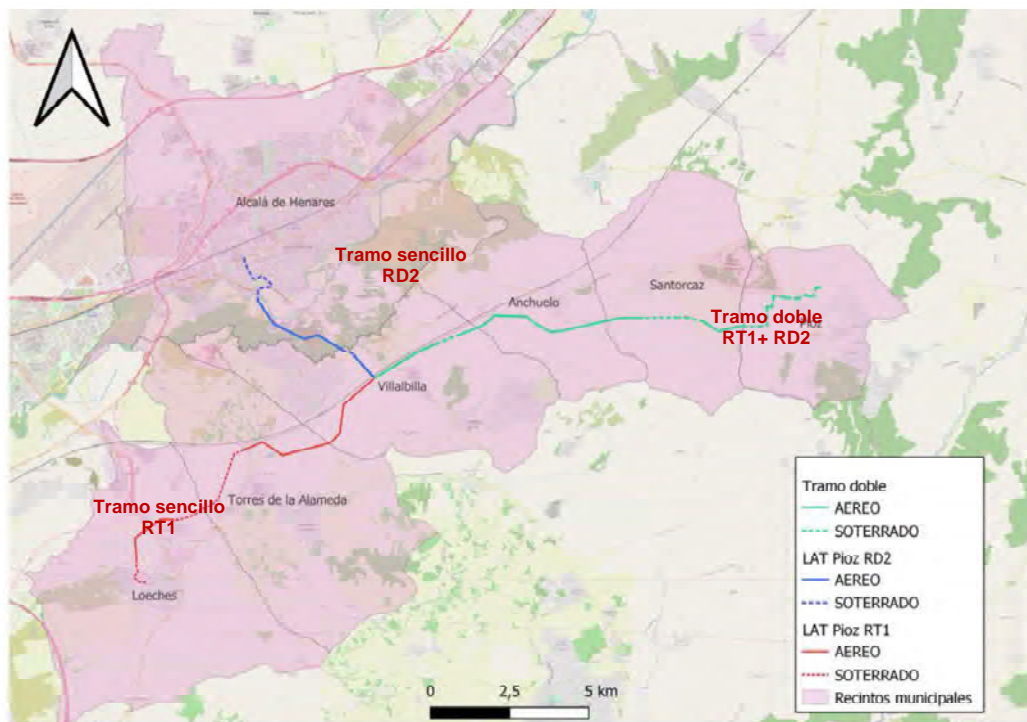 Alcalá de Henares
Tramo sencillo
RD2
Santorcaz
Anchuelo
Tramo doble
RT1+ RD2
Pioz
Villalbilla
Tramo sencillo
RT1
Torres de la Alameda
Loeches
Tramo doble
AEREO
SOTERRADO
LAT Pioz RD2
AEREO
SOTERRADO
LAT Pioz RT1
AEREO
SOTERRADO
Recintos municipales
0 2,5 5 km